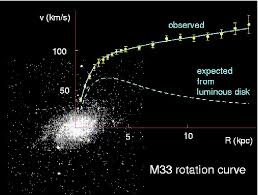 v (km/s)
observed
100
expected
from
luminous disk
50
5
10
R (kpc)
M33 rotation curve